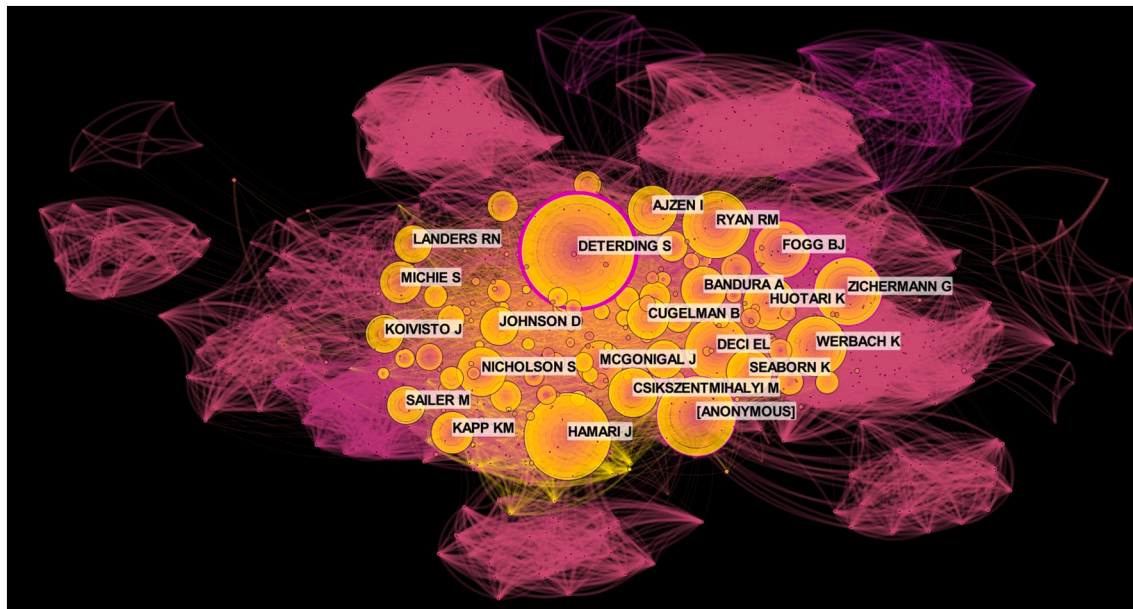 AJZEN I
RYAN RM
LANDERS RN
DETERDING S
FOGG BJ
MICHIE S
BANDURA A
ZICHERMANN G
HUOTARI K
CUGELMAN B
JOHNSON D
KOIVISTO J
DECI EL
WERBACH K
MCGONIGAL J
NICHOLSON S
SEABORN K
CSIKSZENTMIHALYI M
SAILER M
[ANONYMOUS]
KAPP KM
HAMARI J